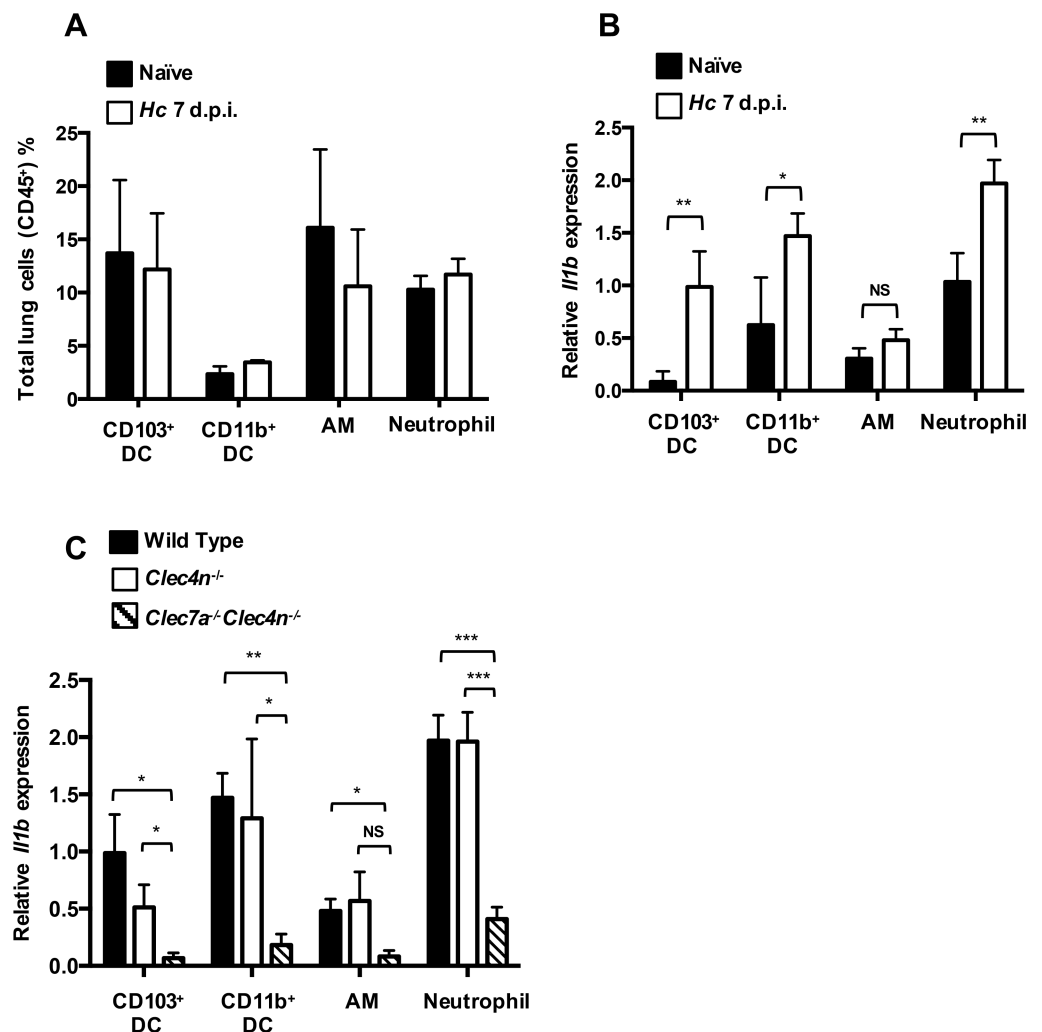 A
Naïve
Hc 7 d.p.i.
Total lung cells (CD45⁺) %
25
20
15
10
5
0
CD103⁺ DC
CD11b⁺ DC
AM
Neutrophil
B
Naïve
Hc 7 d.p.i.
Relative Il1b expression
2.5
2.0
1.5
1.0
0.5
0.0
**
*
NS
**
CD103⁺ DC
CD11b⁺ DC
AM
Neutrophil
C
Wild Type
Clec4n⁻/⁻
Clec7a⁻/⁻Clec4n⁻/⁻
Relative Il1b expression
2.5
2.0
1.5
1.0
0.5
0.0
*
*
**
*
*
NS
***
***
CD103⁺ DC
CD11b⁺ DC
AM
Neutrophil